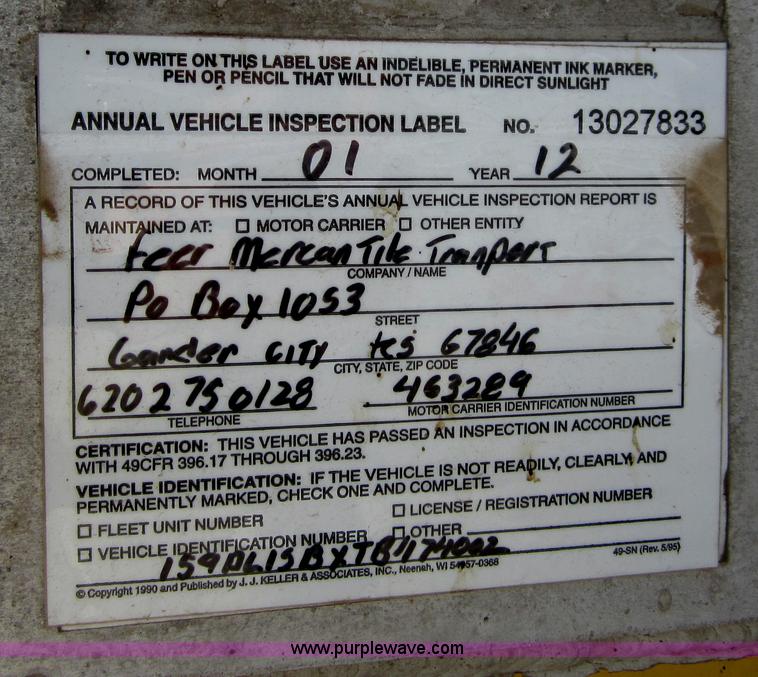 TO WRITE ON THIS LABEL USE AN INDELIBLE, PERMANENT INK MARKER,
PEN OR PENCIL THAT WILL NOT FADE IN DIRECT SUNLIGHT
ANNUAL VEHICLE INSPECTION LABEL NO. 13027833
COMPLETED: MONTH 01 YEAR 12
A RECORD OF THIS VEHICLE'S ANNUAL VEHICLE INSPECTION REPORT IS
MAINTAINED AT: ☐ MOTOR CARRIER ☐ OTHER ENTITY
Mercantile Tranport
COMPANY / NAME
Po Box 1053
STREET
CITY KS 67846
CITY, STATE, ZIP CODE
620 275 0128 463289
TELEPHONE MOTOR CARRIER IDENTIFICATION NUMBER
CERTIFICATION: THIS VEHICLE HAS PASSED AN INSPECTION IN ACCORDANCE
WITH 49CFR 396.17 THROUGH 396.23.
VEHICLE IDENTIFICATION: IF THE VEHICLE IS NOT READILY, CLEARLY, AND
PERMANENTLY MARKED, CHECK ONE AND COMPLETE.
☐ FLEET UNIT NUMBER ☐ LICENSE / REGISTRATION NUMBER
☐ VEHICLE IDENTIFICATION NUMBER ☐ OTHER
© Copyright 1990 and Published by J. J. KELLER & ASSOCIATES, INC., Neenah, WI 54957-0368 49-SN (Rev. 5/95)
www.purplewave.com